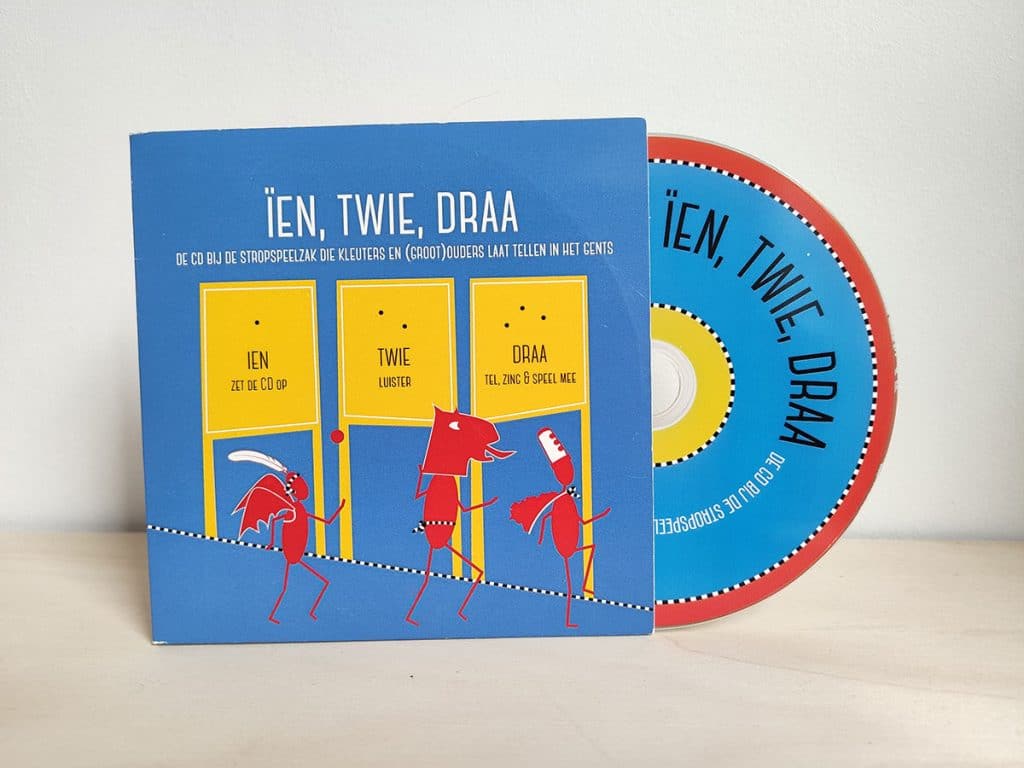 ÏEN, TWIE, DRAA
DE CD BIJ DE STROPSPEELZAK DIE KLEUTERS EN (GROOT)OUDERS LAAT TELLEN IN HET GENTS
IEN
ZET DE CD OP
TWIE
LUISTER
DRAA
TEL, ZING & SPEEL MEE
ÏEN, TWIE, DRAA
DE CD BIJ DE STROPSPEEL